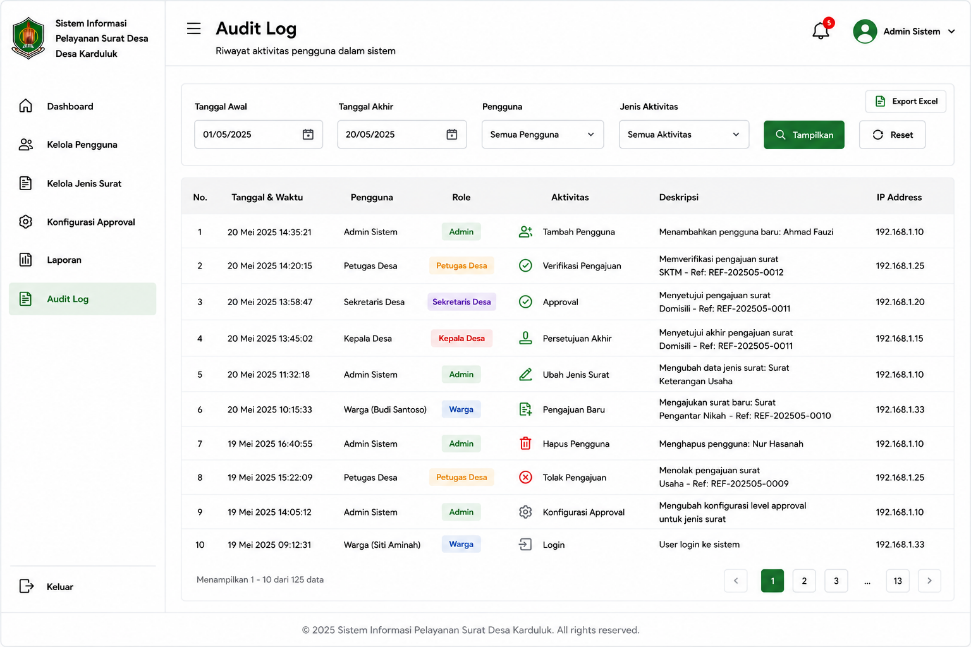 Sistem Informasi
Pelayanan Surat Desa
Desa Karduluk
Dashboard
Kelola Pengguna
Kelola Jenis Surat
Konfigurasi Approval
Laporan
Audit Log
Keluar
Audit Log
Riwayat aktivitas pengguna dalam sistem
5
Admin Sistem
Tanggal Awal
Tanggal Akhir
Pengguna
Jenis Aktivitas
Export Excel
01/05/2025
20/05/2025
Semua Pengguna
Semua Aktivitas
Tampilkan
Reset
No. Tanggal & Waktu Pengguna Role Aktivitas Deskripsi IP Address
1 20 Mei 2025 14:35:21 Admin Sistem Admin Tambah Pengguna Menambahkan pengguna baru: Ahmad Fauzi 192.168.1.10
2 20 Mei 2025 14:20:15 Petugas Desa Petugas Desa Verifikasi Pengajuan Memverifikasi pengajuan surat
SKTM - Ref: REF-202505-0012 192.168.1.25
3 20 Mei 2025 13:58:47 Sekretaris Desa Sekretaris Desa Approval Menyetujui pengajuan surat
Domisili - Ref: REF-202505-0011 192.168.1.20
4 20 Mei 2025 13:45:02 Kepala Desa Kepala Desa Persetujuan Akhir Menyetujui akhir pengajuan surat
Domisili - Ref: REF-202505-0011 192.168.1.15
5 20 Mei 2025 11:32:18 Admin Sistem Admin Ubah Jenis Surat Mengubah data jenis surat: Surat
Keterangan Usaha 192.168.1.10
6 20 Mei 2025 10:15:33 Warga (Budi Santoso) Warga Pengajuan Baru Mengajukan surat baru: Surat
Pengantar Nikah - Ref: REF-202505-0010 192.168.1.33
7 19 Mei 2025 16:40:55 Admin Sistem Admin Hapus Pengguna Menghapus pengguna: Nur Hasanah 192.168.1.10
8 19 Mei 2025 15:22:09 Petugas Desa Petugas Desa Tolak Pengajuan Menolak pengajuan surat
Usaha - Ref: REF-202505-0009 192.168.1.25
9 19 Mei 2025 14:05:12 Admin Sistem Admin Konfigurasi Approval Mengubah konfigurasi level approval
untuk jenis surat 192.168.1.10
10 19 Mei 2025 09:12:31 Warga (Siti Aminah) Warga Login User login ke sistem 192.168.1.33
Menampilkan 1 - 10 dari 125 data
1 2 3 ... 13
© 2025 Sistem Informasi Pelayanan Surat Desa Karduluk. All rights reserved.